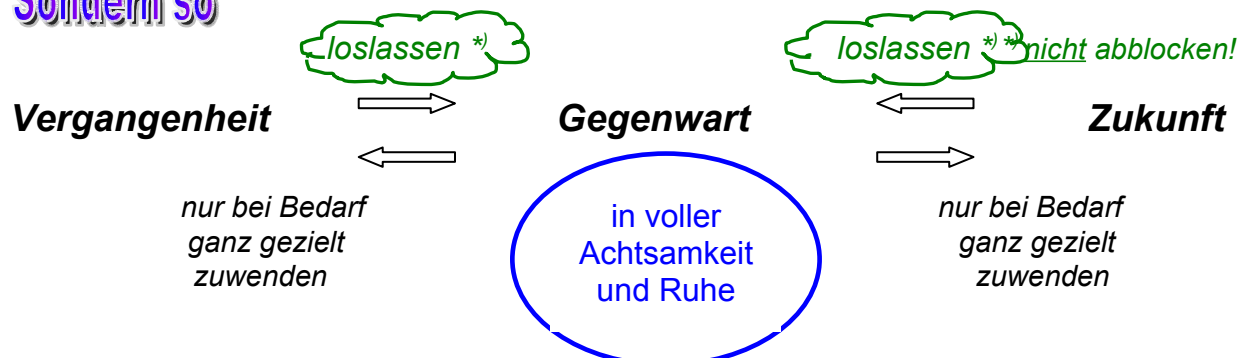 Sondern so
loslassen *) loslassen *) *) nicht abblocken!
Vergangenheit Gegenwart Zukunft
nur bei Bedarf
ganz gezielt
zuwenden
in voller
Achtsamkeit
und Ruhe
nur bei Bedarf
ganz gezielt
zuwenden